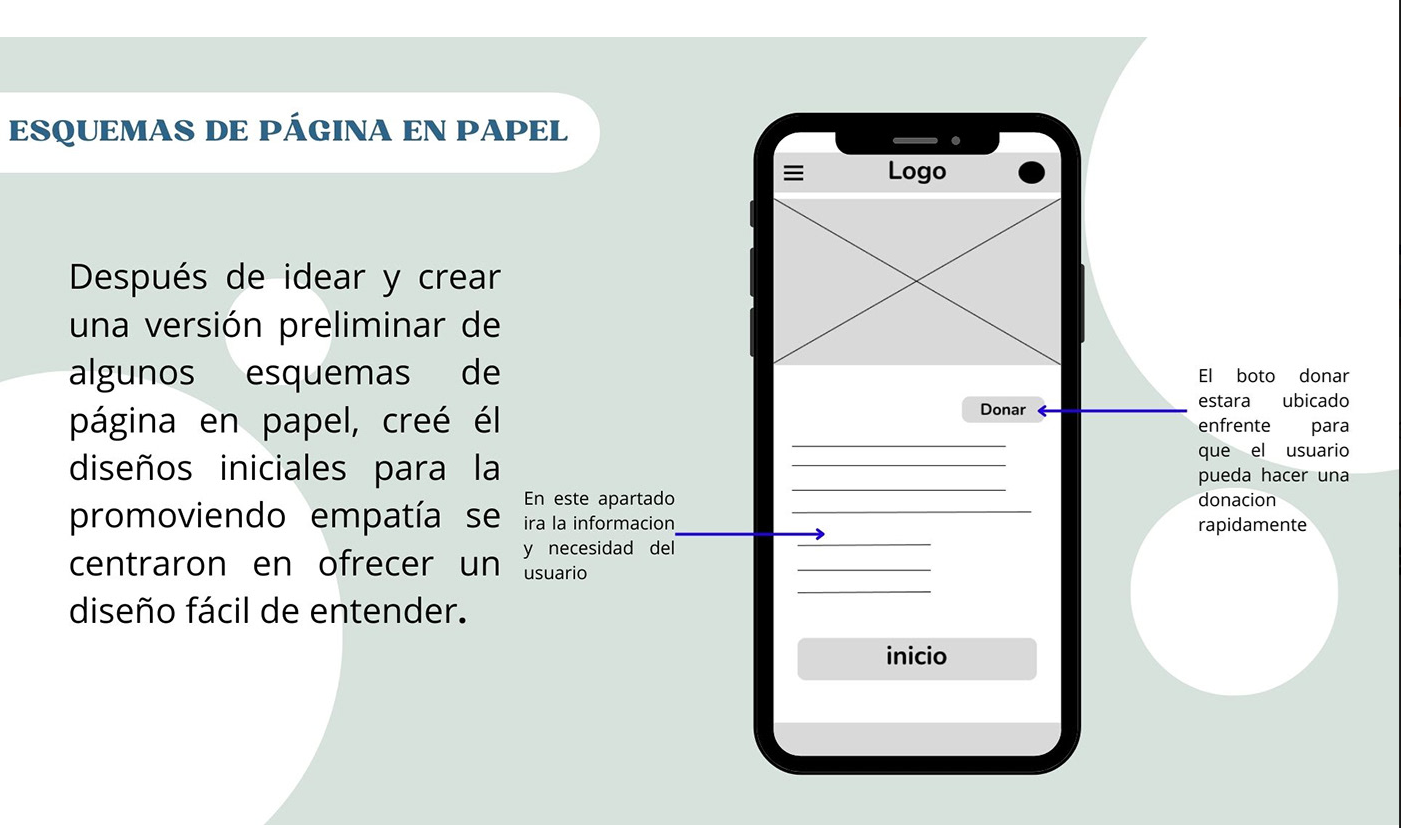 ESQUEMAS DE PÁGINA EN PAPEL
Después de idear y crear
una versión preliminar de
algunos esquemas de
página en papel, creé él
diseños iniciales para la
promoviendo empatía se
centraron en ofrecer un
diseño fácil de entender.
En este apartado
ira la informacion
y necesidad del
usuario
Logo
Donar
inicio
El boto donar
estara ubicado
enfrente para
que el usuario
pueda hacer una
donacion
rapidamente